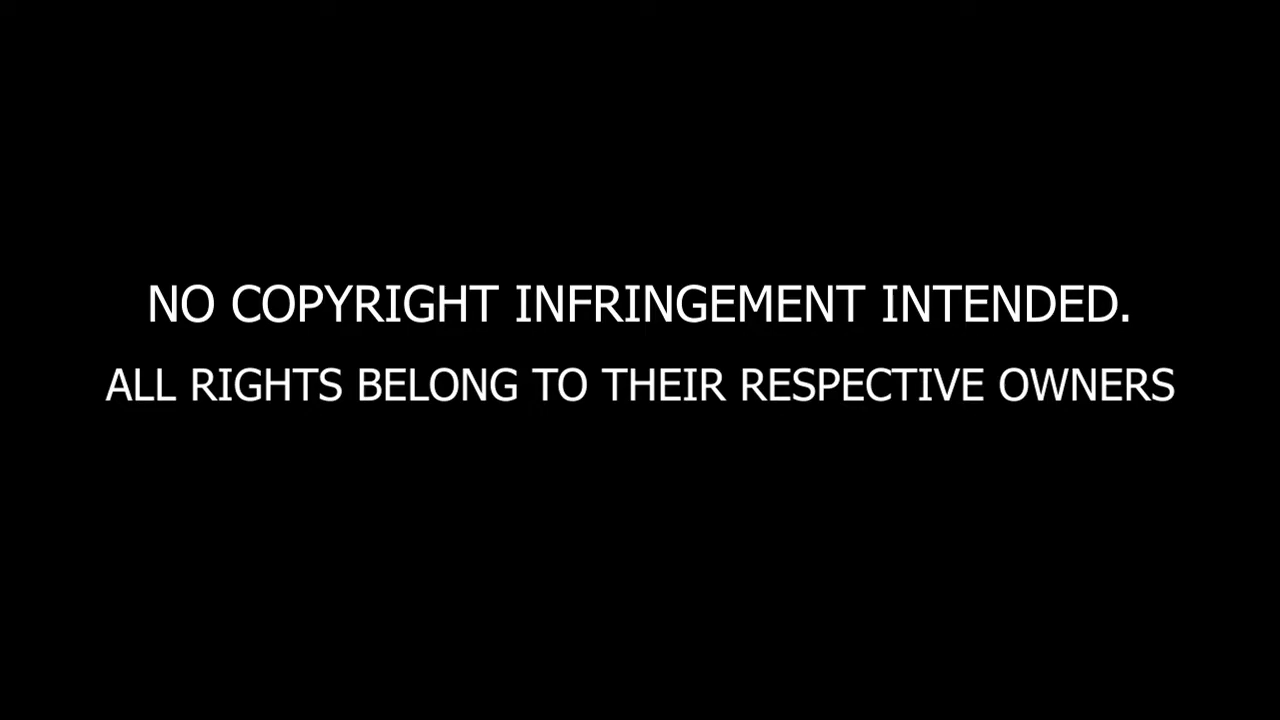 NO COPYRIGHT INFRINGEMENT INTENDED.
ALL RIGHTS BELONG TO THEIR RESPECTIVE OWNERS